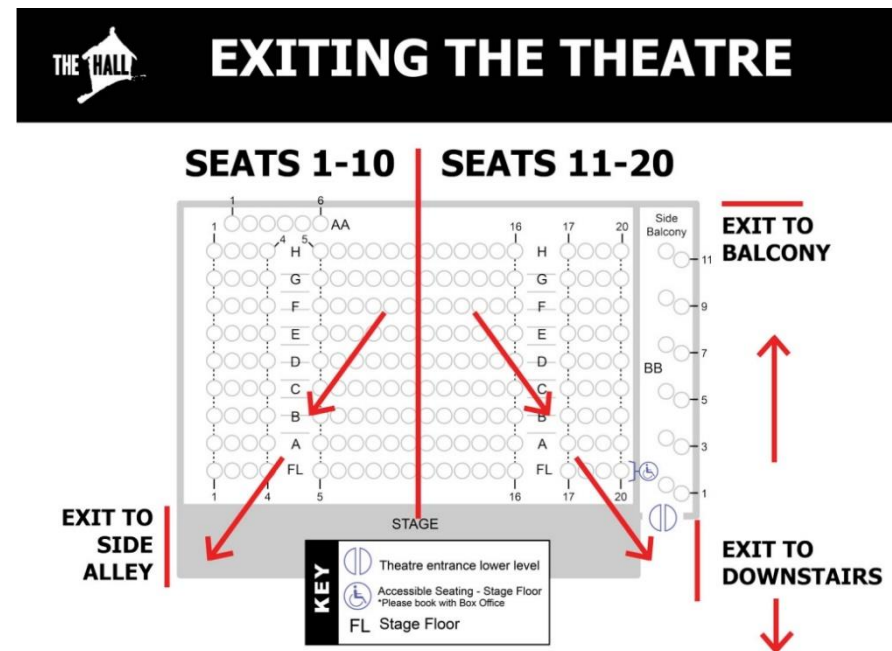 THE HALL
EXITING THE THEATRE
SEATS 1-10
SEATS 11-20
1 6
AA
1 4 5 16 17 20
Side
Balcony
EXIT TO
BALCONY
H H
11
G G
F F
9
E E
7
D D
BB
C C
5
B B
A A
3
FL FL
1
1 4 5 16 17 20
STAGE
EXIT TO
SIDE
ALLEY
EXIT TO
DOWNSTAIRS
KEY
Theatre entrance lower level
Accessible Seating - Stage Floor
*Please book with Box Office
FL Stage Floor